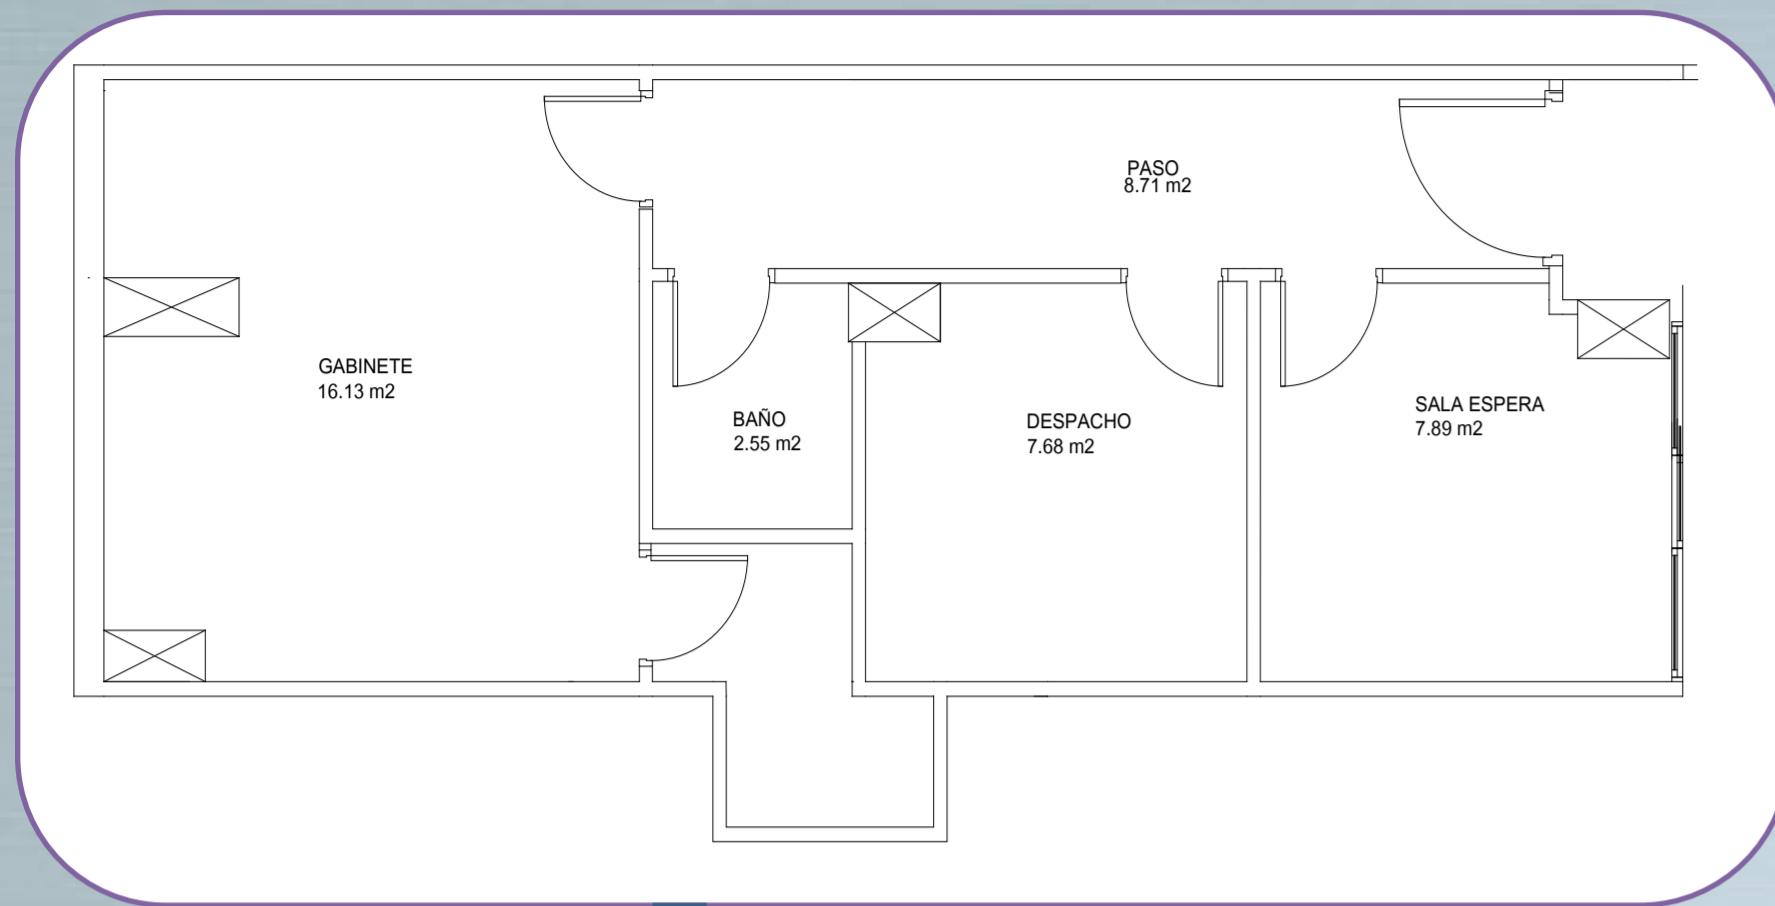 PASO
8.71 m2
GABINETE
16.13 m2
BAÑO
2.55 m2
DESPACHO
7.68 m2
SALA ESPERA
7.89 m2